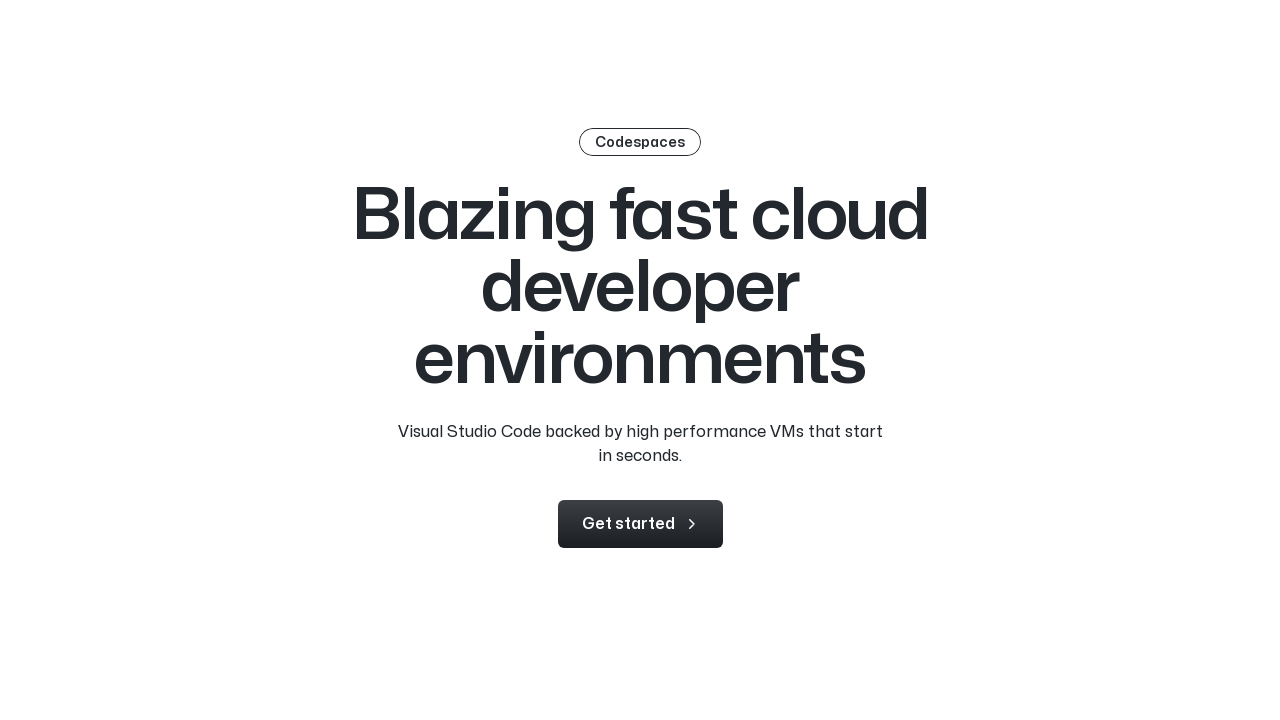 Codespaces
Blazing fast cloud
developer
environments
Visual Studio Code backed by high performance VMs that start
in seconds.
Get started